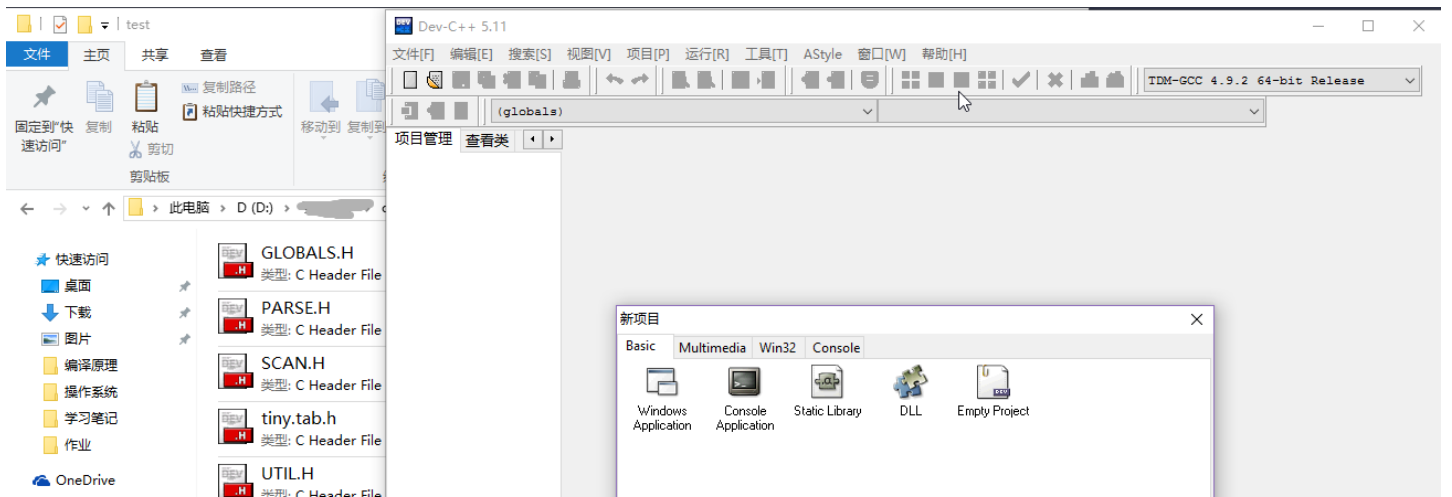 test
文件 主页 共享 查看
固定到"快速访问"
复制
粘贴
复制路径
粘贴快捷方式
剪切
移动到 复制到
剪贴板
此电脑 > D (D:) >
快速访问
桌面
下载
图片
编译原理
操作系统
学习笔记
作业
OneDrive
GLOBALS.H
类型: C Header File
PARSE.H
类型: C Header File
SCAN.H
类型: C Header File
tiny.tab.h
类型: C Header File
UTIL.H
类型: C Header File
Dev-C++ 5.11
文件[F] 编辑[E] 搜索[S] 视图[V] 项目[P] 运行[R] 工具[T] AStyle 窗口[W] 帮助[H]
TDM-GCC 4.9.2 64-bit Release
(globals)
项目管理 查看类
新项目
Basic Multimedia Win32 Console
Windows Application
Console Application
Static Library
DLL
Empty Project